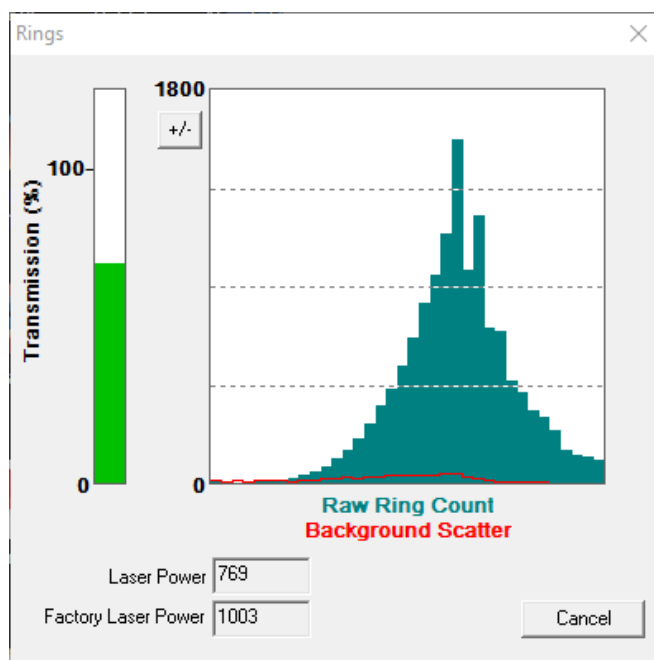 Rings
1800
+/-
100
Transmission (%)
0
0
Raw Ring Count
Background Scatter
Laser Power 769
Factory Laser Power 1003
Cancel